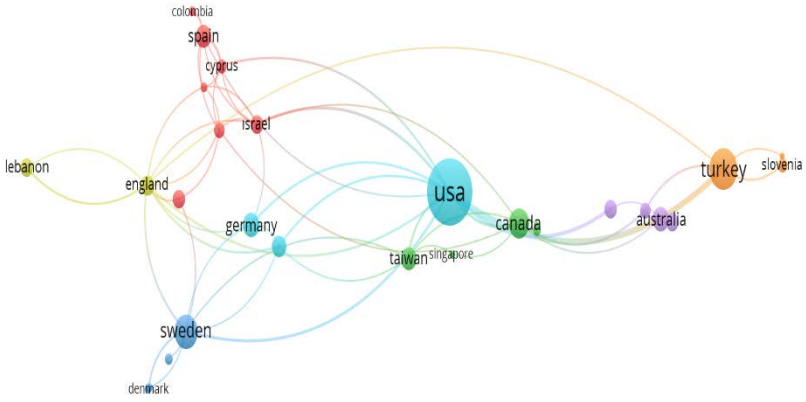 colombia
spain
cyprus
israel
lebanon
england
usa
turkey
slovenia
germany
canada
australia
taiwan
singapore
sweden
denmark